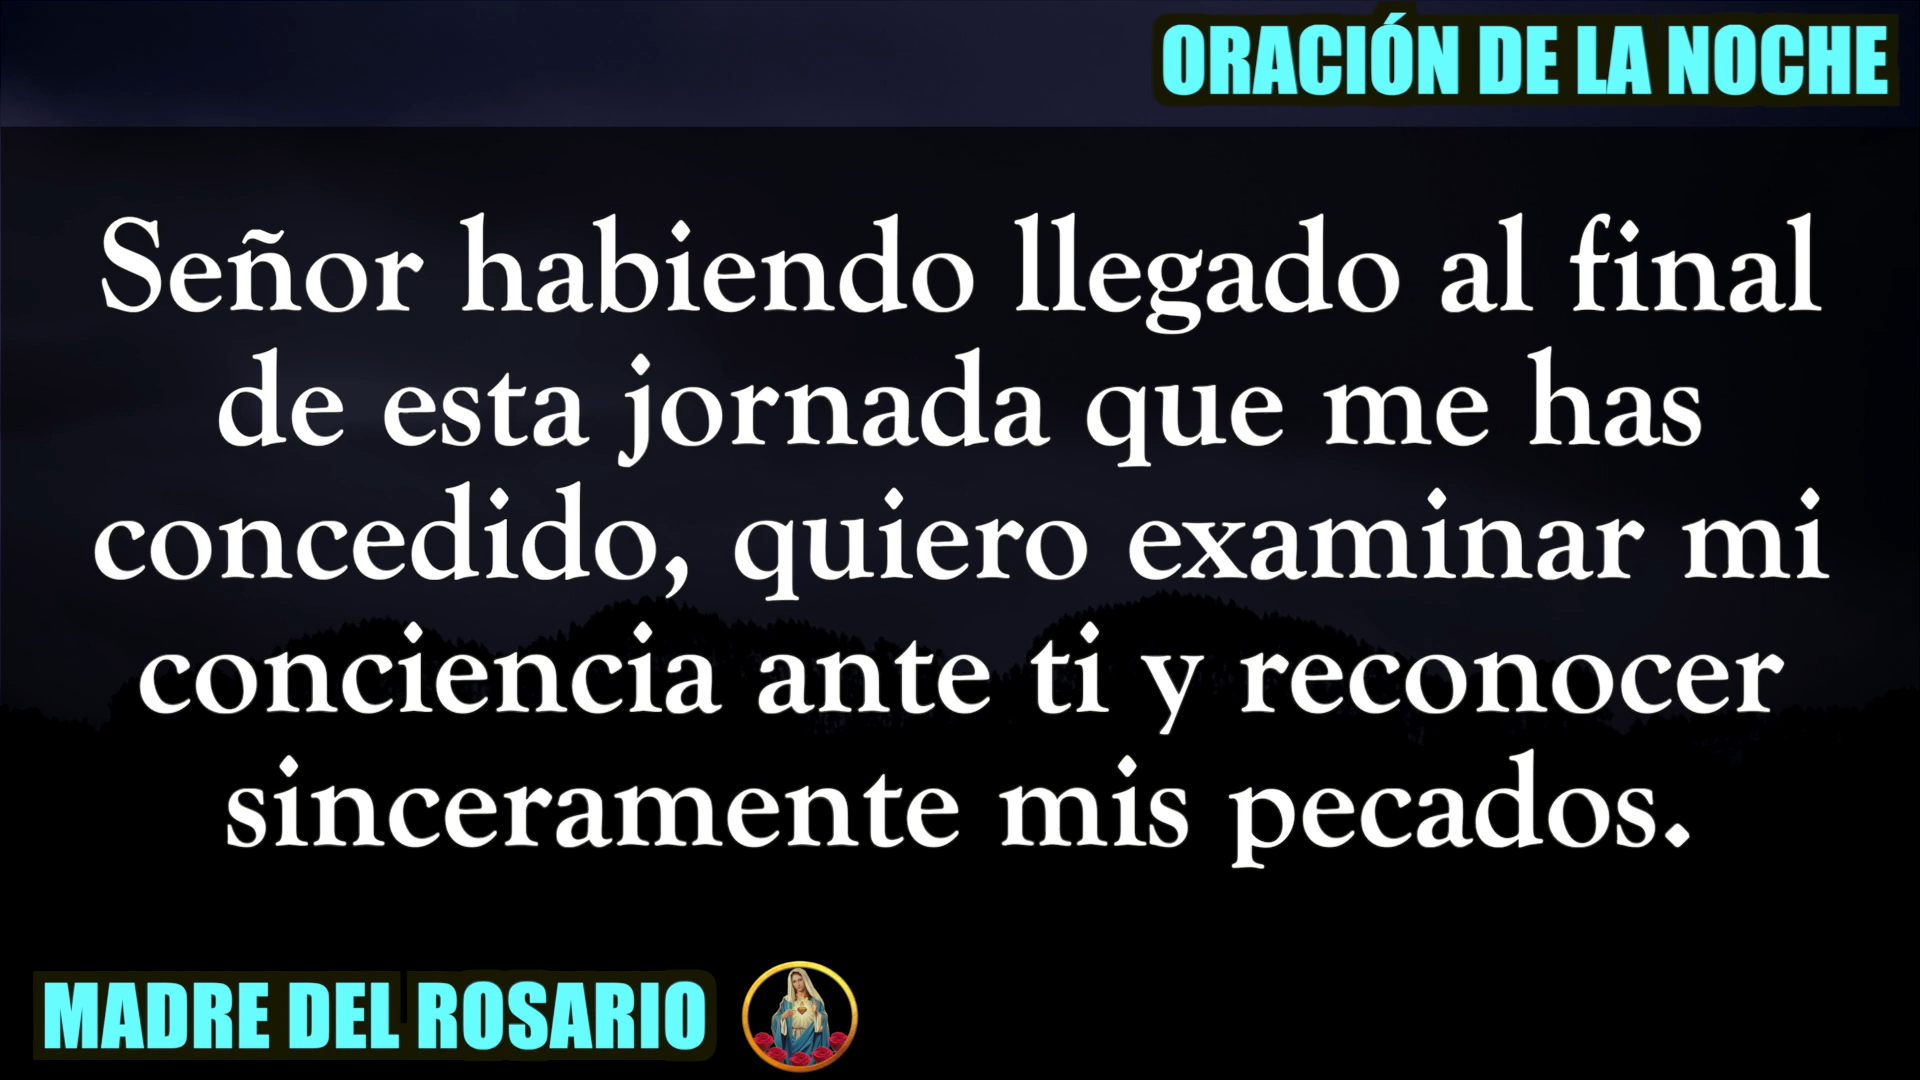 ORACIÓN DE LA NOCHE
Señor habiendo llegado al final
de esta jornada que me has
concedido, quiero examinar mi
conciencia ante ti y reconocer
sinceramente mis pecados.
MADRE DEL ROSARIO